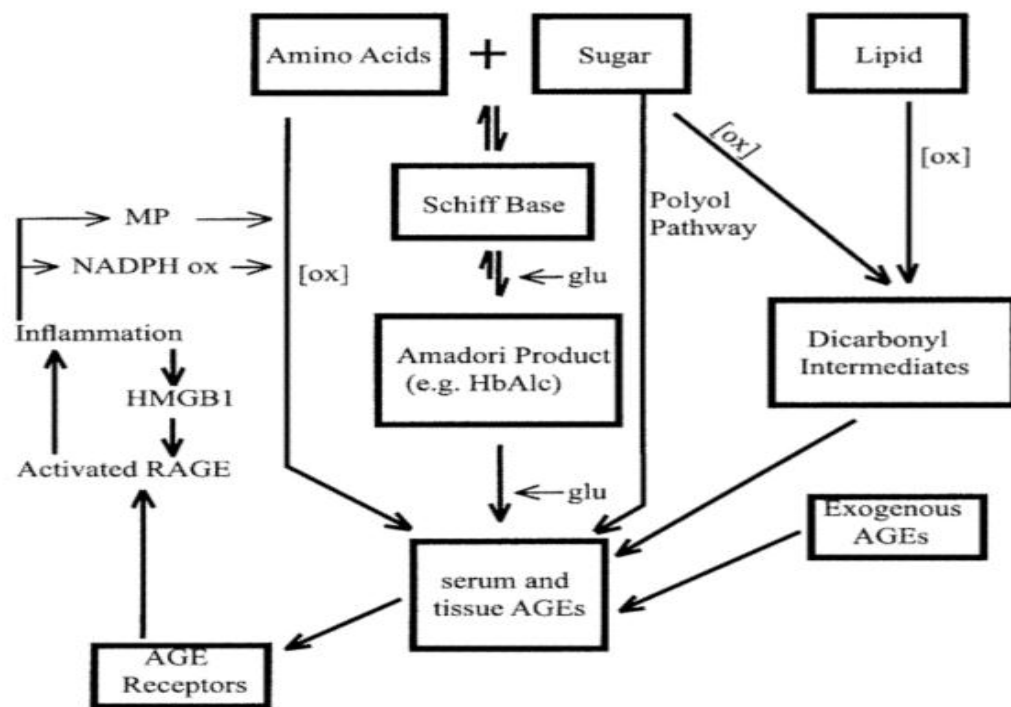 Amino Acids
+
Sugar
Lipid
[ox]
[ox]
Schiff Base
Polyol
Pathway
MP
NADPH ox
[ox]
glu
Inflammation
Amadori Product
(e.g. HbAlc)
Dicarbonyl
Intermediates
HMGB1
Activated RAGE
glu
Exogenous
AGEs
serum and
tissue AGEs
AGE
Receptors